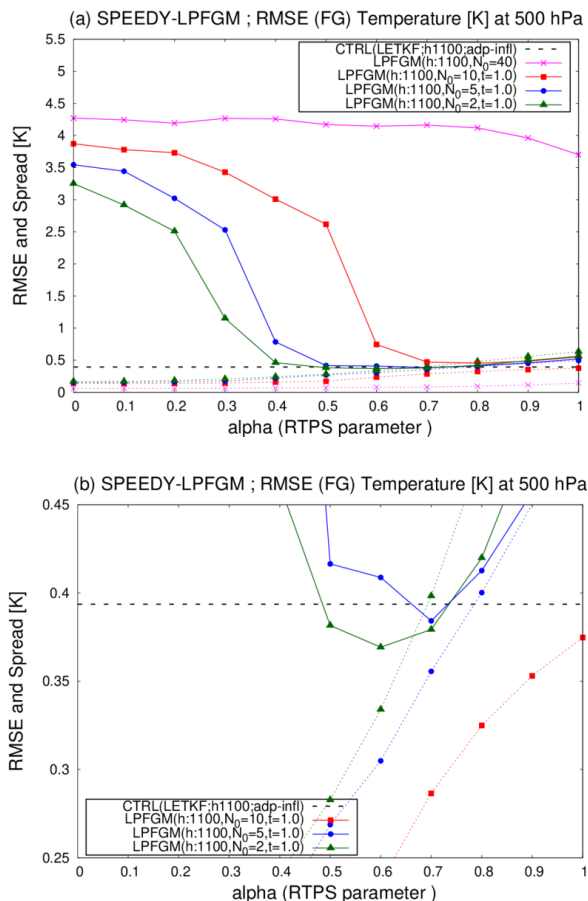 (a) SPEEDY-LPFGM ; RMSE (FG) Temperature [K] at 500 hPa
CTRL(LETKF;h1100;adp-infl)
LPFGM(h:1100,N0=40)
LPFGM(h:1100,N0=10,t=1.0)
LPFGM(h:1100,N0=5,t=1.0)
LPFGM(h:1100,N0=2,t=1.0)
RMSE and Spread [K]
5.5
5
4.5
4
3.5
3
2.5
2
1.5
1
0.5
0
0.0 0.1 0.2 0.3 0.4 0.5 0.6 0.7 0.8 0.9 1
alpha (RTPS parameter )
(b) SPEEDY-LPFGM ; RMSE (FG) Temperature [K] at 500 hPa
RMSE and Spread [K]
0.45
0.4
0.35
0.3
0.25
CTRL(LETKF;h1100;adp-infl)
LPFGM(h:1100,N0=10,t=1.0)
LPFGM(h:1100,N0=5,t=1.0)
LPFGM(h:1100,N0=2,t=1.0)
0.0 0.1 0.2 0.3 0.4 0.5 0.6 0.7 0.8 0.9 1
alpha (RTPS parameter )